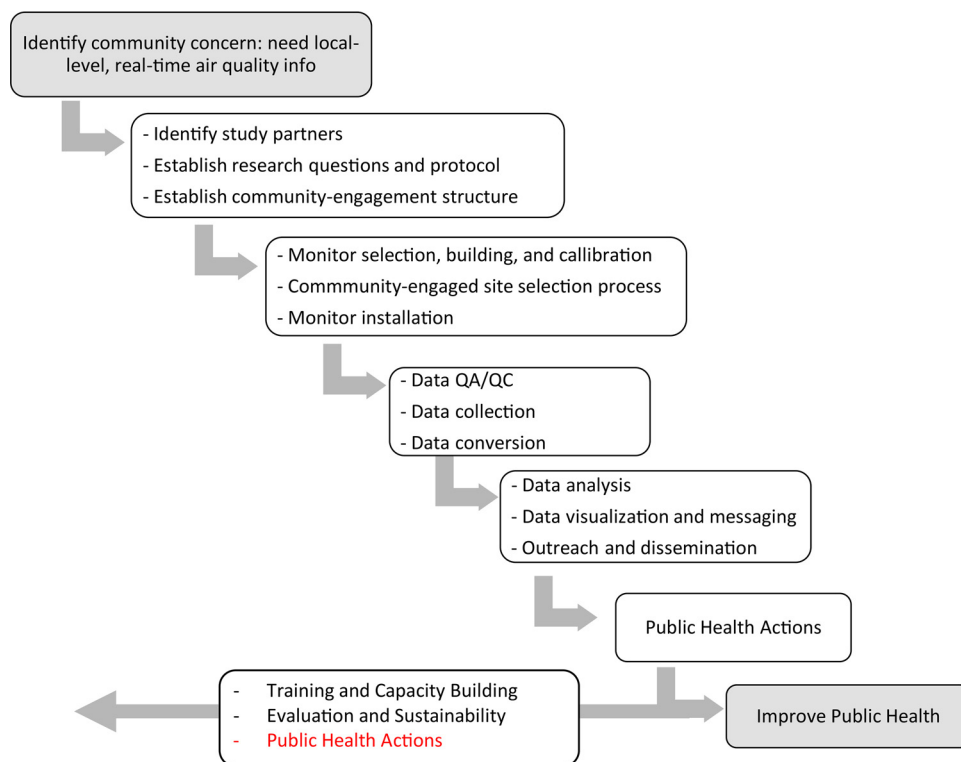 Identify community concern: need local-
level, real-time air quality info
- Identify study partners
- Establish research questions and protocol
- Establish community-engagement structure
- Monitor selection, building, and callibration
- Commmunity-engaged site selection process
- Monitor installation
- Data QA/QC
- Data collection
- Data conversion
- Data analysis
- Data visualization and messaging
- Outreach and dissemination
Public Health Actions
- Training and Capacity Building
- Evaluation and Sustainability
- Public Health Actions
Improve Public Health